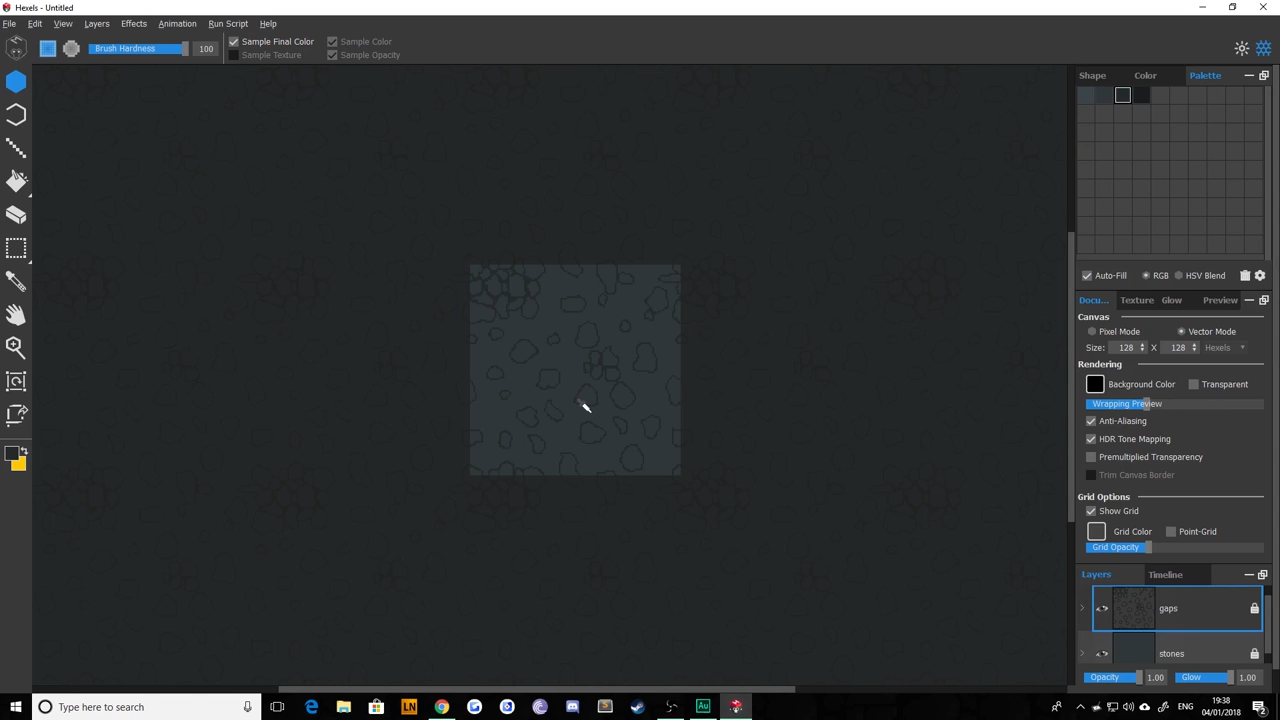 Hexels - Untitled
File Edit View Layers Effects Animation Run Script Help
Brush Hardness 100
Sample Final Color Sample Color
Sample Texture Sample Opacity
Shape Color Palette
Auto-Fill RGB HSV Blend
Docu... Texture Glow Preview
Canvas
Pixel Mode Vector Mode
Size: 128 X 128 Hexels
Rendering
Background Color Transparent
Wrapping Preview
Anti-Aliasing
HDR Tone Mapping
Premultiplied Transparency
Trim Canvas Border
Grid Options
Show Grid
Grid Color Point-Grid
Grid Opacity
Layers Timeline
gaps
stones
Opacity 1.00 Glow 1.00
Type here to search
LN
Au
ENG
19:38
04/01/2018
2